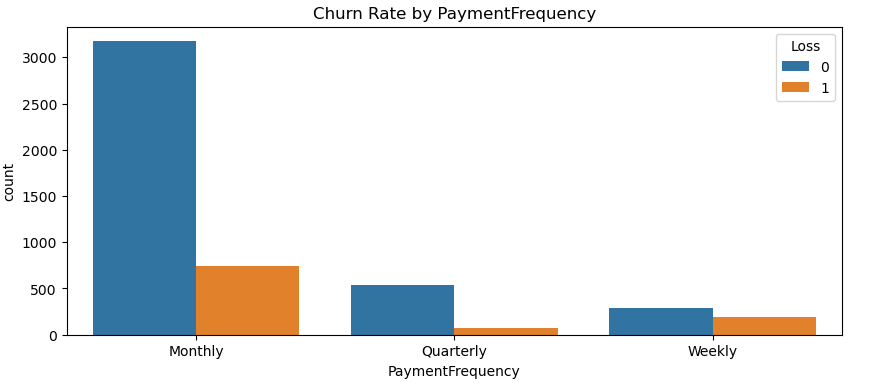 Churn Rate by PaymentFrequency
Loss
0
1
3000
2500
2000
1500
1000
500
0
count
Monthly
Quarterly
Weekly
PaymentFrequency